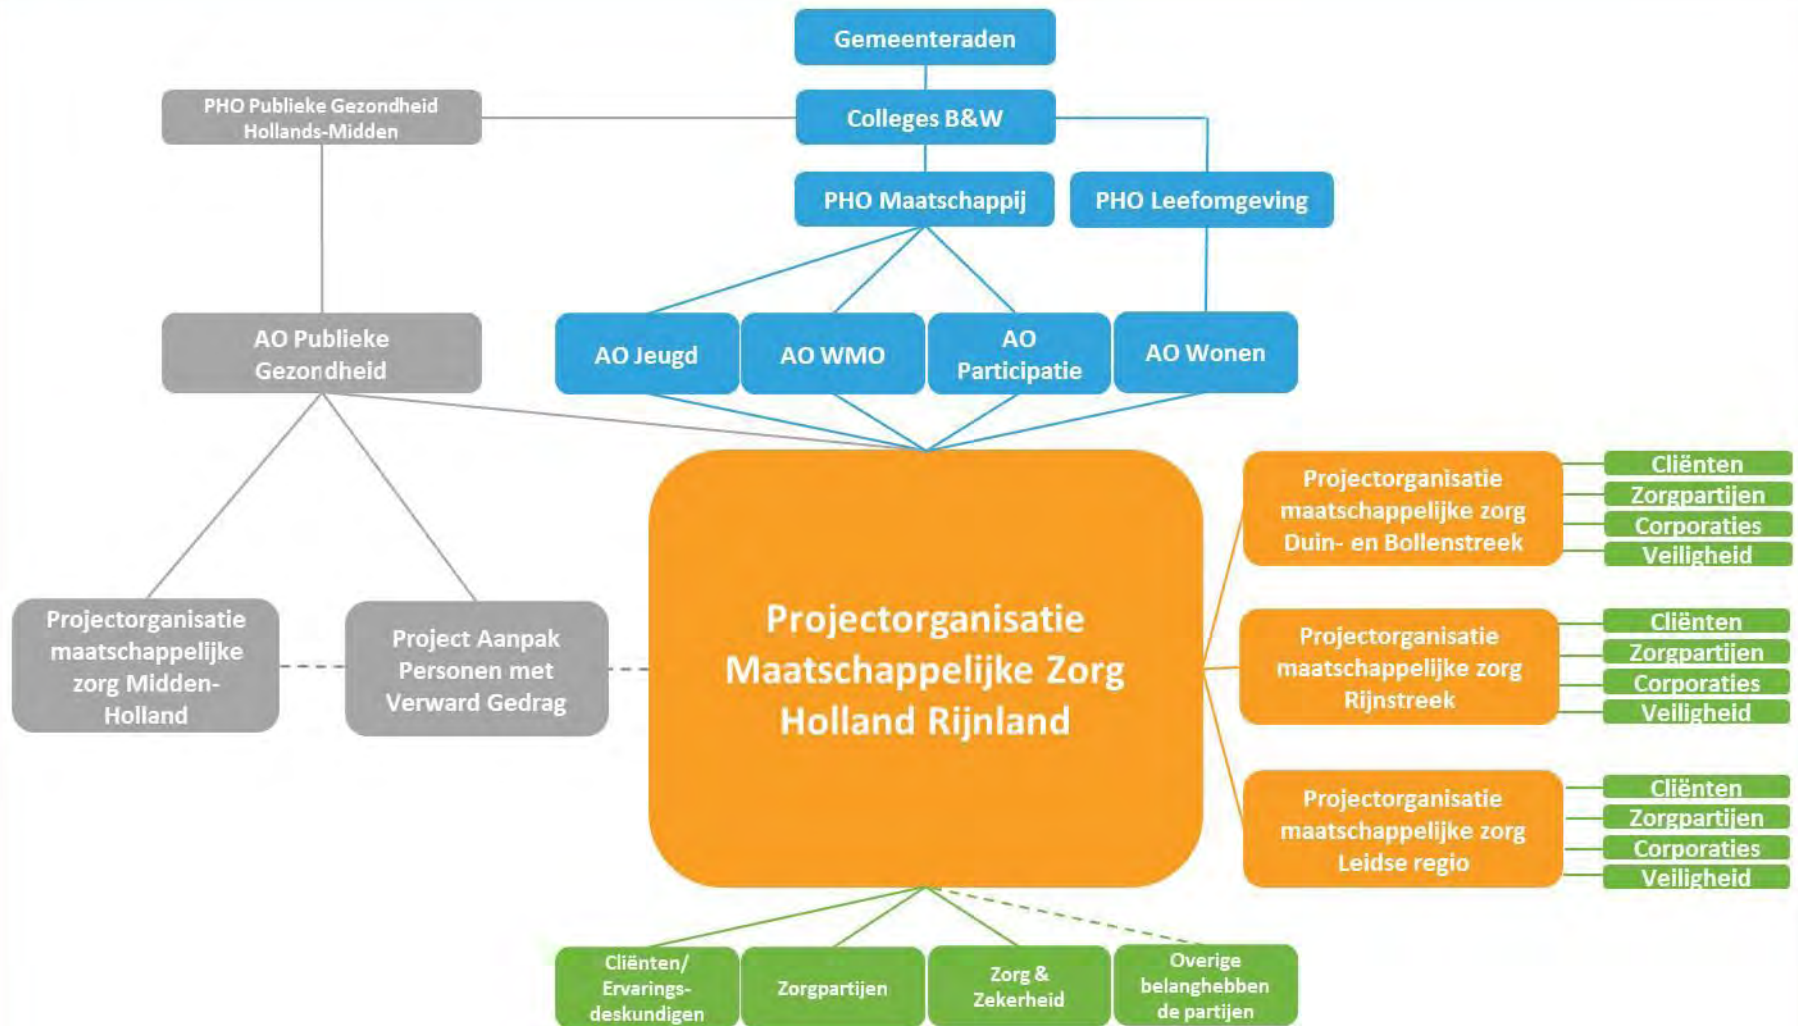 Gemeenteraden
PHO Publieke Gezondheid
Hollands-Midden
Colleges B&W
PHO Maatschappij
PHO Leefomgeving
AO Publieke
Gezondheid
AO Jeugd
AO WMO
AO
Participatie
AO Wonen
Projectorganisatie
maatschappelijke
zorg Midden-
Holland
Project Aanpak
Personen met
Verward Gedrag
Projectorganisatie
Maatschappelijke Zorg
Holland Rijnland
Projectorganisatie
maatschappelijke zorg
Duin- en Bollenstreek
Cliënten
Zorgpartijen
Corporaties
Veiligheid
Projectorganisatie
maatschappelijke zorg
Rijnstreek
Cliënten
Zorgpartijen
Corporaties
Veiligheid
Projectorganisatie
maatschappelijke zorg
Leidse regio
Cliënten
Zorgpartijen
Corporaties
Veiligheid
Cliënten/
Ervarings-
deskundigen
Zorgpartijen
Zorg &
Zekerheid
Overige
belanghebben
de partijen